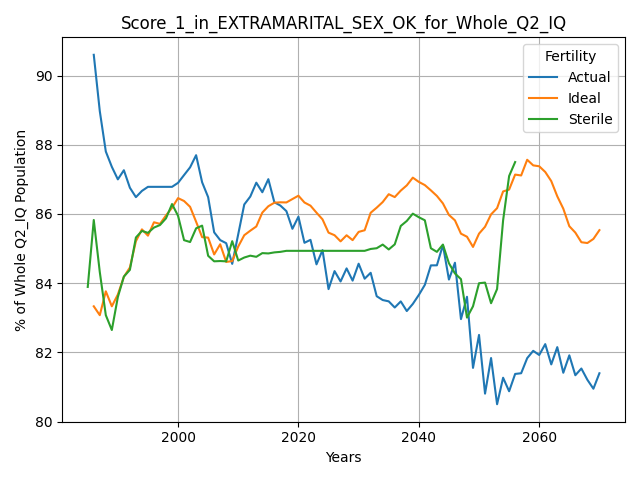 Score_1_in_EXTRAMARITAL_SEX_OK_for_Whole_Q2_IQ
Fertility
Actual
Ideal
Sterile
% of Whole Q2_IQ Population
90
88
86
84
82
80
2000
2020
2040
2060
Years